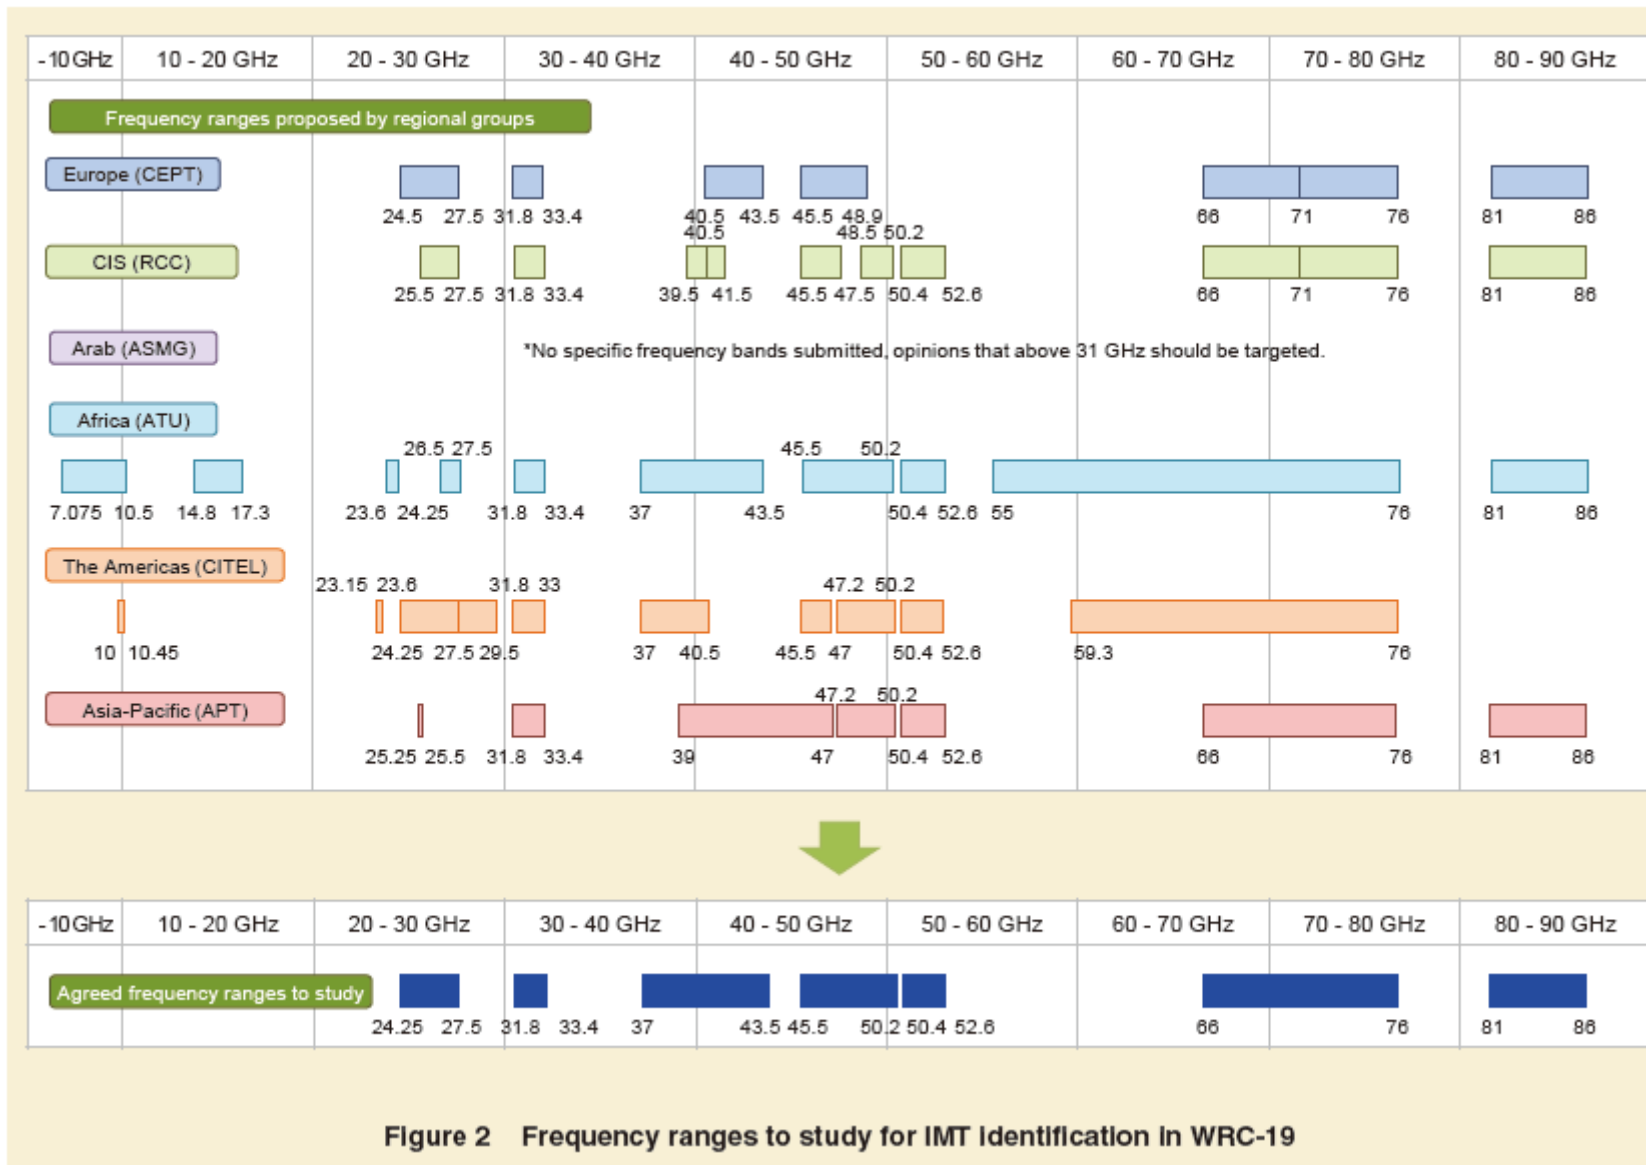 -10GHz 10 - 20 GHz 20 - 30 GHz 30 - 40 GHz 40 - 50 GHz 50 - 60 GHz 60 - 70 GHz 70 - 80 GHz 80 - 90 GHz
Frequency ranges proposed by regional groups
Europe (CEPT)
24.5 27.5 31.8 33.4 40.5 43.5 45.5 48.9 66 71 76 81 86
40.5 48.5 50.2
CIS (RCC)
25.5 27.5 31.8 33.4 39.5 41.5 45.5 47.5 50.4 52.6 66 71 76 81 86
Arab (ASMG) *No specific frequency bands submitted, opinions that above 31 GHz should be targeted.
Africa (ATU)
26.5 27.5 45.5 50.2
7.075 10.5 14.8 17.3 23.6 24.25 31.8 33.4 37 43.5 50.4 52.6 55 76 81 86
The Americas (CITEL)
23.15 23.6 31.8 33 47.2 50.2
10 10.45 24.25 27.5 29.5 37 40.5 45.5 47 50.4 52.6 59.3 76
47.2 50.2
Asia-Pacific (APT)
25.25 25.5 31.8 33.4 39 47 50.4 52.6 66 76 81 86
-10GHz 10 - 20 GHz 20 - 30 GHz 30 - 40 GHz 40 - 50 GHz 50 - 60 GHz 60 - 70 GHz 70 - 80 GHz 80 - 90 GHz
Agreed frequency ranges to study
24.25 27.5 31.8 33.4 37 43.5 45.5 50.2 50.4 52.6 66 76 81 86
Figure 2 Frequency ranges to study for IMT identification in WRC-19